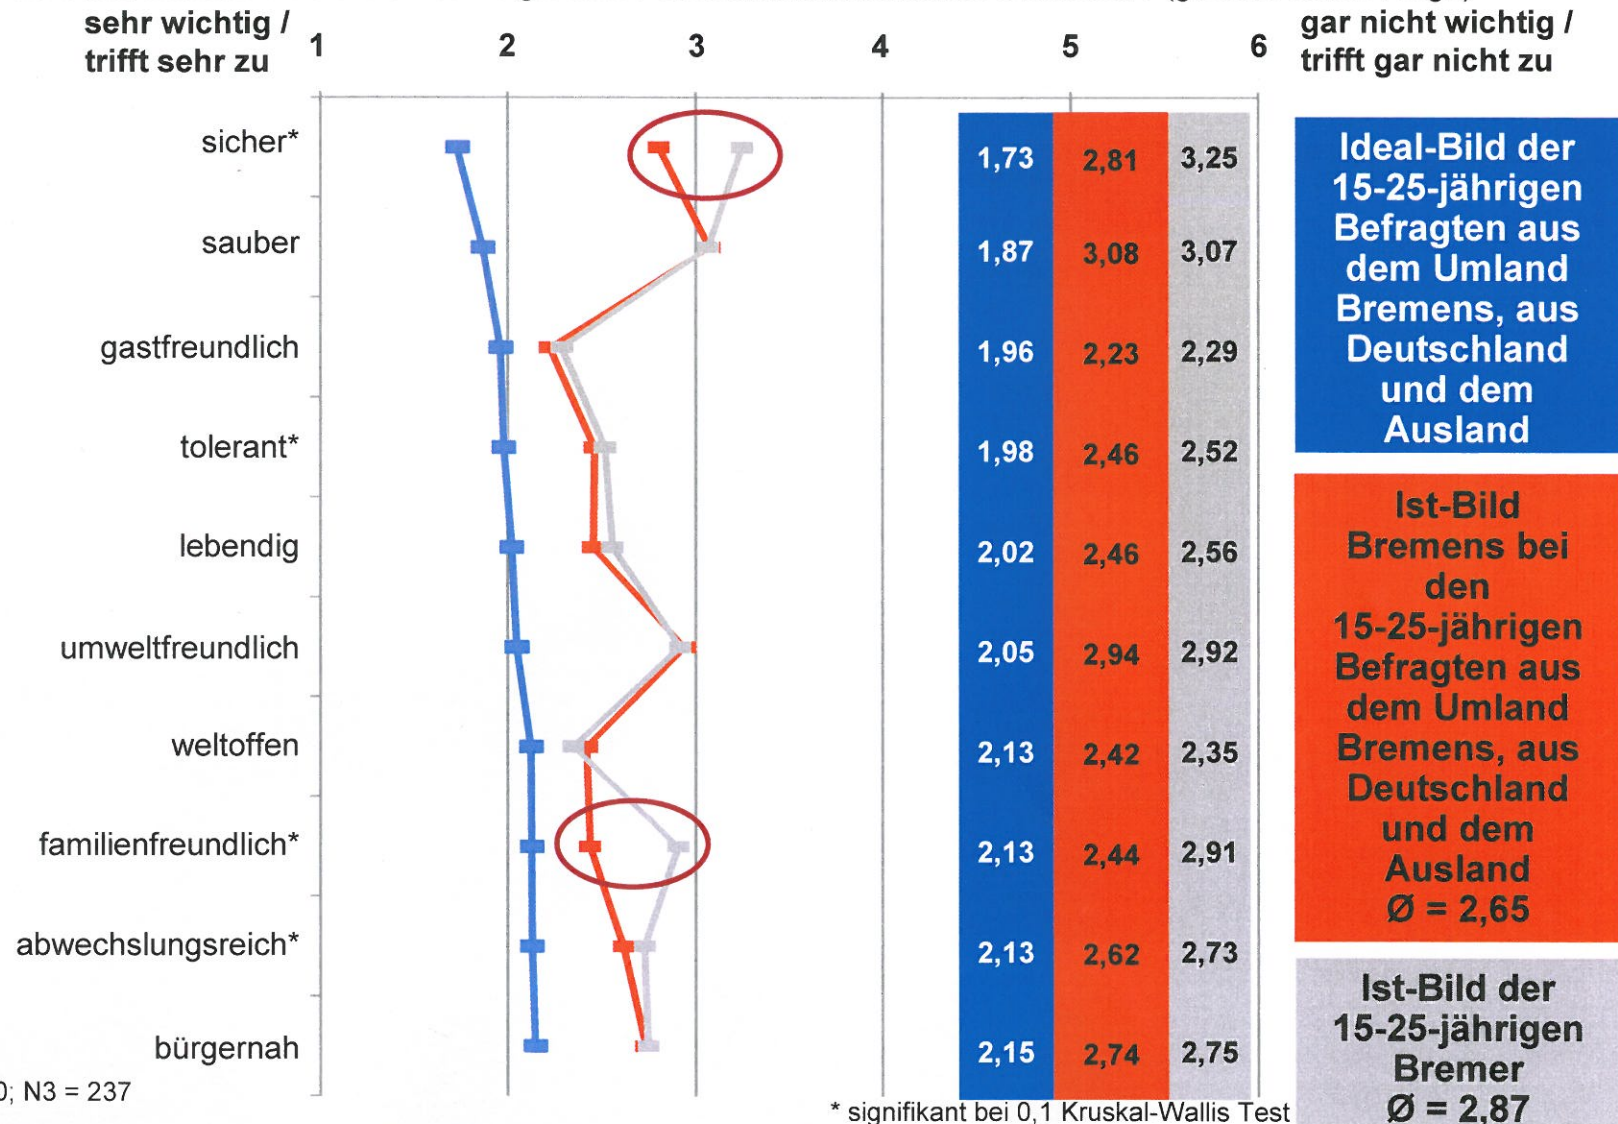 sehr wichtig /
trifft sehr zu
1 2 3 4 5 6
gar nicht wichtig /
trifft gar nicht zu
sicher* 1,73 2,81 3,25
sauber 1,87 3,08 3,07
gastfreundlich 1,96 2,23 2,29
tolerant* 1,98 2,46 2,52
lebendig 2,02 2,46 2,56
umweltfreundlich 2,05 2,94 2,92
weltoffen 2,13 2,42 2,35
familienfreundlich* 2,13 2,44 2,91
abwechslungsreich* 2,13 2,62 2,73
bürgernah 2,15 2,74 2,75
Ideal-Bild der
15-25-jährigen
Befragten aus
dem Umland
Bremens, aus
Deutschland
und dem
Ausland
Ist-Bild
Bremens bei
den
15-25-jährigen
Befragten aus
dem Umland
Bremens, aus
Deutschland
und dem
Ausland
Ø = 2,65
Ist-Bild der
15-25-jährigen
Bremer
Ø = 2,87
0; N3 = 237
* signifikant bei 0,1 Kruskal-Wallis Test